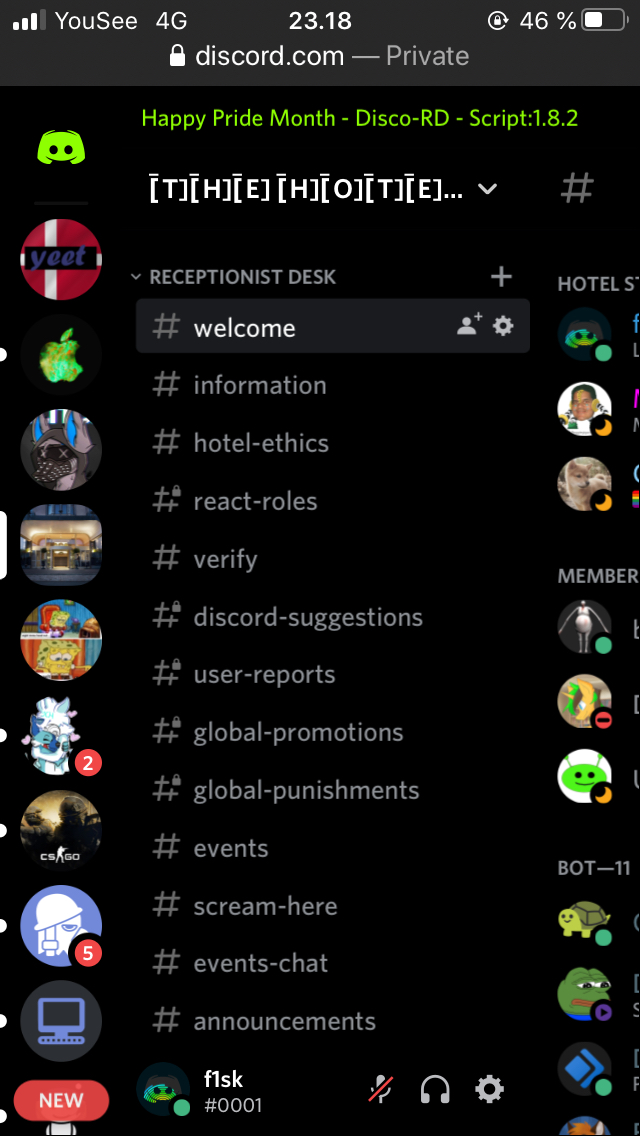 YouSee 4G 23.18 46 %
discord.com — Private
Happy Pride Month - Disco-RD - Script:1.8.2
[̄T][̄H][̄E] [̄H][̄O][̄T][̄E]...
yeet
RECEPTIONIST DESK
HOTEL ST
welcome
information
hotel-ethics
react-roles
verify
MEMBER
discord-suggestions
user-reports
global-promotions
2
global-punishments
CS GO
events
BOT—11
scream-here
5
events-chat
announcements
NEW
f1sk
#0001